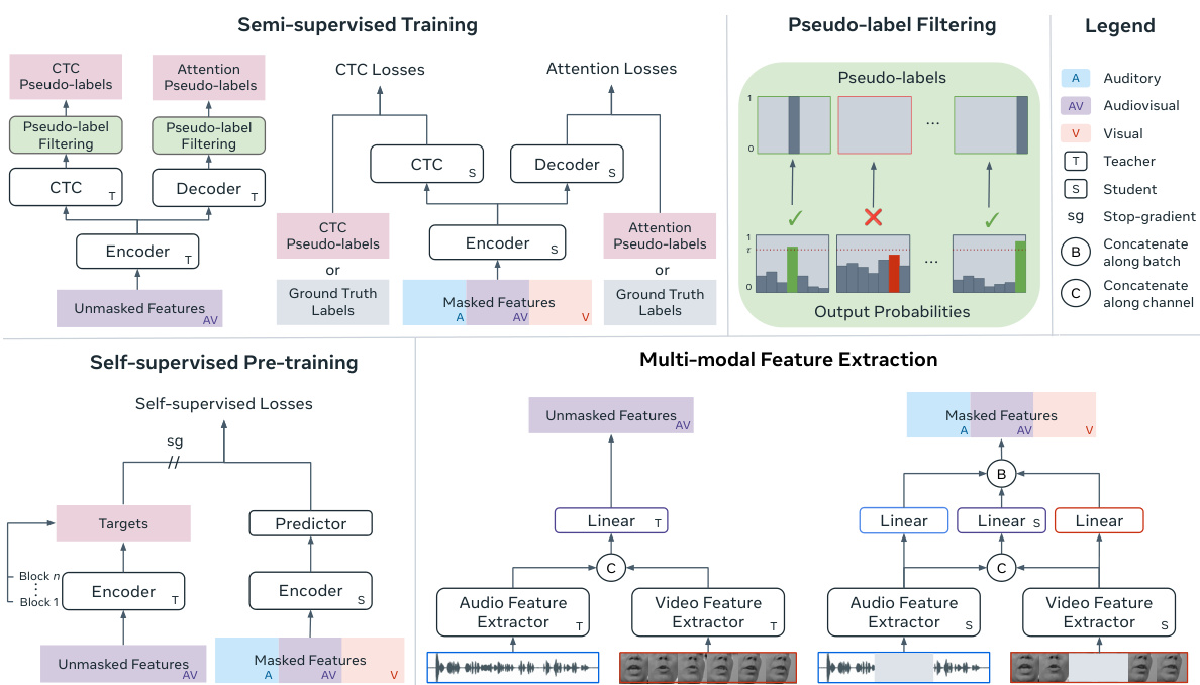 Semi-supervised Training
CTC
Pseudo-labels
Attention
Pseudo-labels
Pseudo-label
Filtering
Pseudo-label
Filtering
CTC T
Decoder T
Encoder T
Unmasked Features
AV
CTC Losses
Attention Losses
CTC S
Decoder S
CTC
Pseudo-labels
or
Ground Truth
Labels
Encoder S
Masked Features
A AV V
Attention
Pseudo-labels
or
Ground Truth
Labels
Pseudo-label Filtering
Pseudo-labels
1
0
...
✓ ✕ ✓
1
τ
0
...
Output Probabilities
Legend
A Auditory
AV Audiovisual
V Visual
T Teacher
S Student
sg Stop-gradient
B Concatenate
along batch
C Concatenate
along channel
Self-supervised Pre-training
Self-supervised Losses
sg
Targets
Predictor
Block n
⋮
Block 1
Encoder T
Encoder S
Unmasked Features
AV
Masked Features
A AV V
Multi-modal Feature Extraction
Unmasked Features
AV
Linear T
C
Audio Feature
Extractor T
Video Feature
Extractor T
Masked Features
A AV V
B
Linear
Linear S
Linear
C
Audio Feature
Extractor S
Video Feature
Extractor S